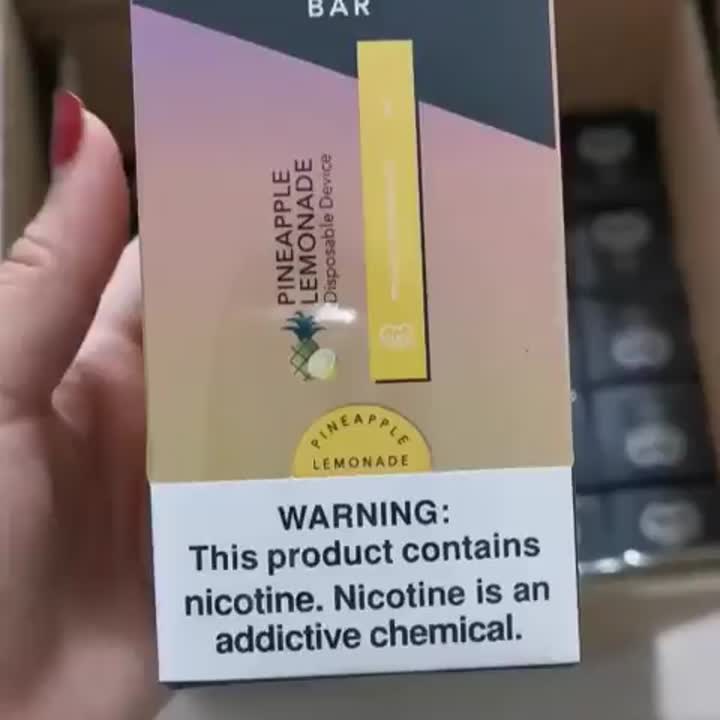 BAR
PINEAPPLE
LEMONADE
Disposable Device
PINEAPPLE
LEMONADE
WARNING:
This product contains
nicotine. Nicotine is an
addictive chemical.